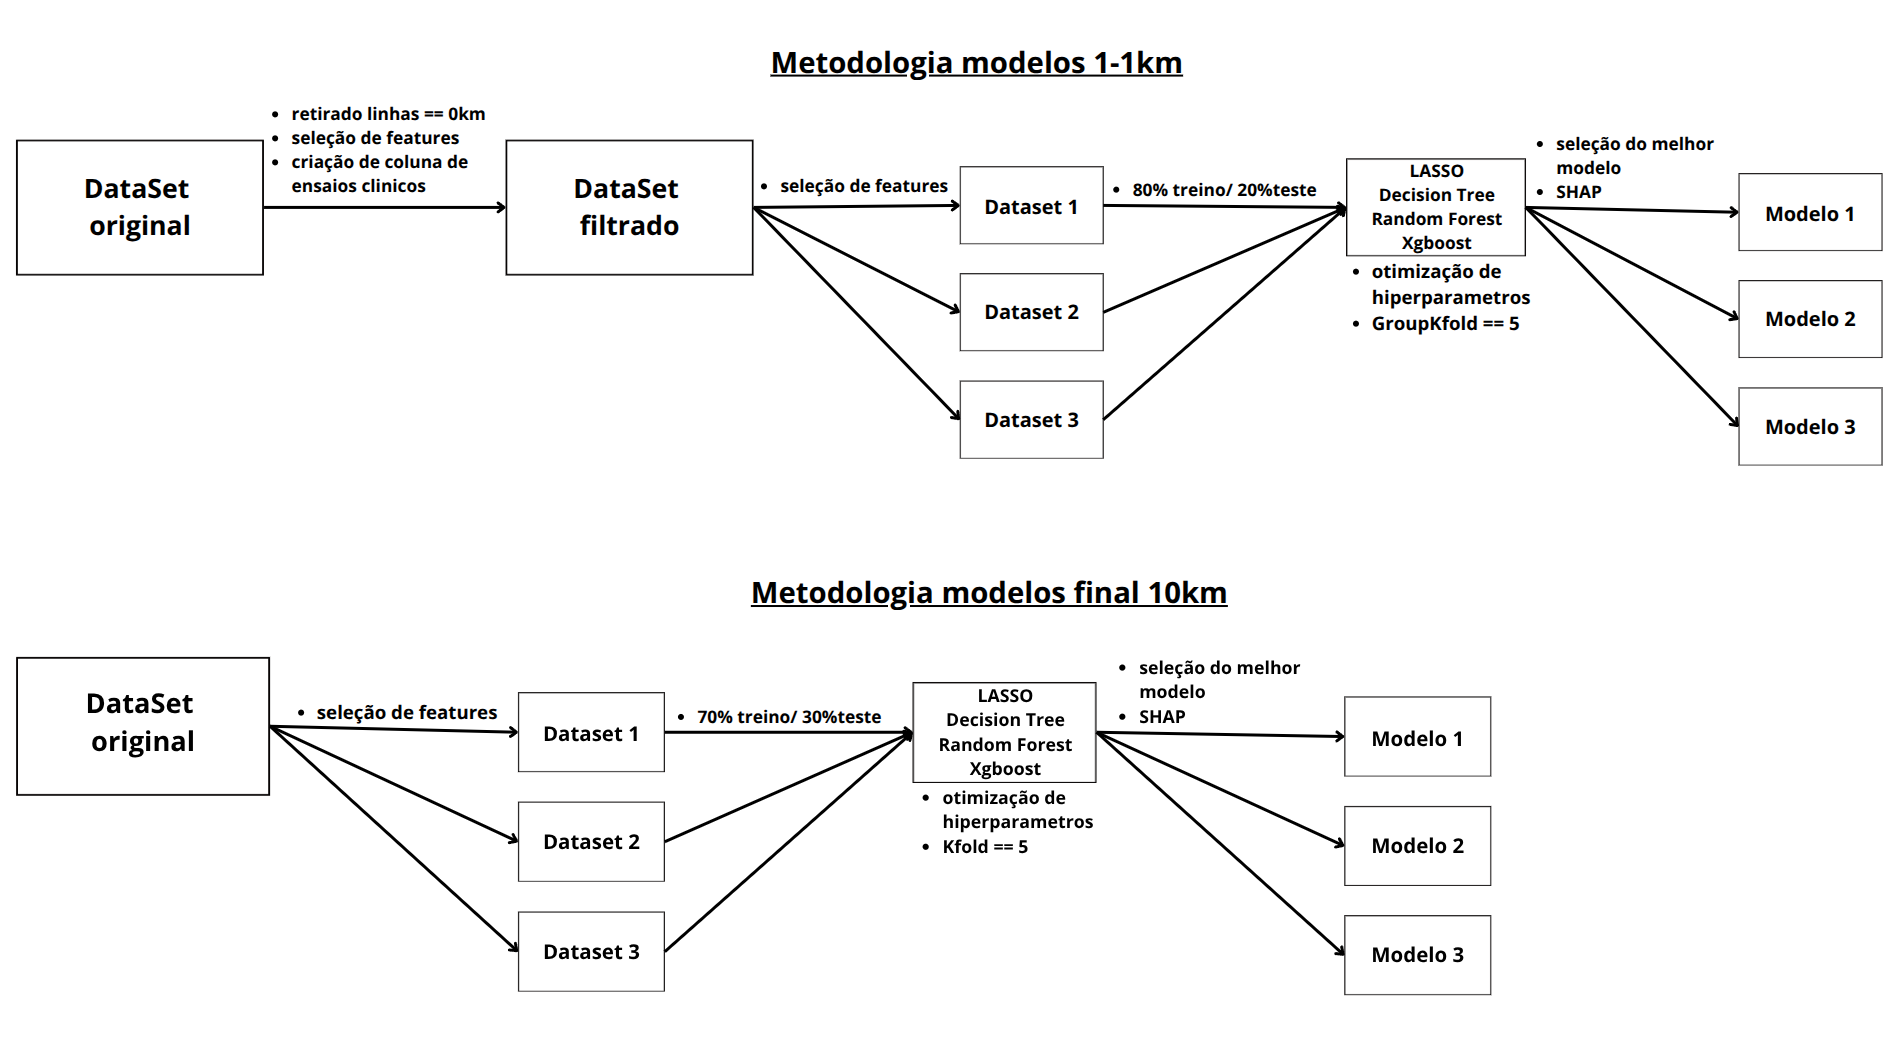 Metodologia modelos 1-1km
• retirado linhas == 0km
• seleção de features
• criação de coluna de
ensaios clinicos
DataSet
original
DataSet
filtrado
• seleção de features
Dataset 1
Dataset 2
Dataset 3
• 80% treino/ 20%teste
LASSO
Decision Tree
Random Forest
Xgboost
• otimização de
hiperparametros
• GroupKfold == 5
• seleção do melhor
modelo
• SHAP
Modelo 1
Modelo 2
Modelo 3
Metodologia modelos final 10km
DataSet
original
• seleção de features
Dataset 1
Dataset 2
Dataset 3
• 70% treino/ 30%teste
LASSO
Decision Tree
Random Forest
Xgboost
• otimização de
hiperparametros
• Kfold == 5
• seleção do melhor
modelo
• SHAP
Modelo 1
Modelo 2
Modelo 3